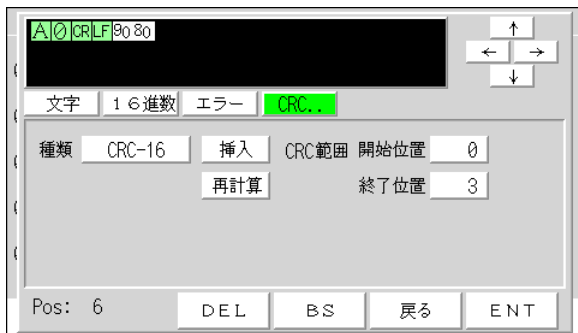 A0CRLF9080
↑
← →
↓
文字 16進数 エラー CRC..
種類 CRC-16 挿入 CRC範囲 開始位置 0
再計算 終了位置 3
Pos: 6 DEL BS 戻る ENT